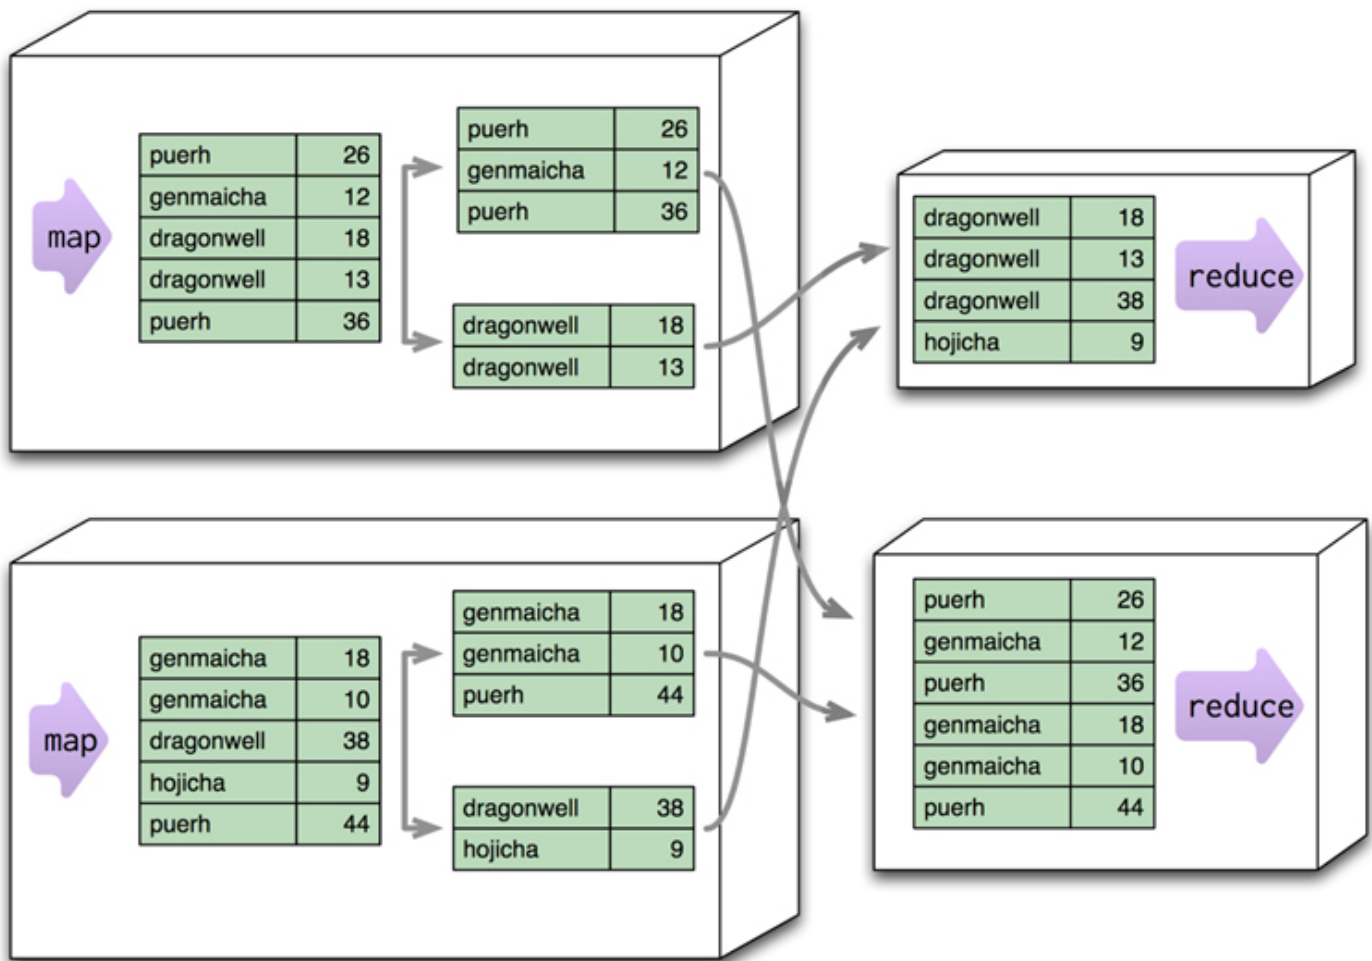 map
puerh 26
genmaicha 12
dragonwell 18
dragonwell 13
puerh 36
puerh 26
genmaicha 12
puerh 36
dragonwell 18
dragonwell 13
dragonwell 18
dragonwell 13
dragonwell 38
hojicha 9
reduce
map
genmaicha 18
genmaicha 10
dragonwell 38
hojicha 9
puerh 44
genmaicha 18
genmaicha 10
puerh 44
dragonwell 38
hojicha 9
puerh 26
genmaicha 12
puerh 36
genmaicha 18
genmaicha 10
puerh 44
reduce